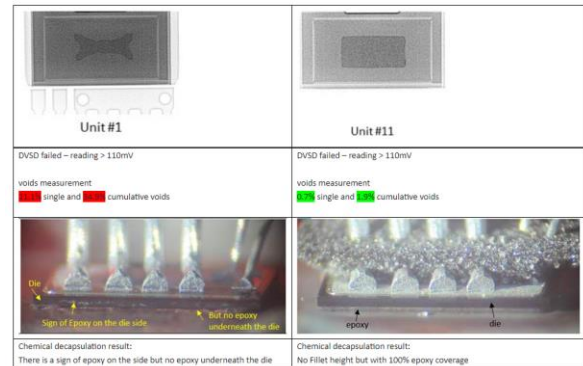 Unit #1
Unit #11
DVSD failed – reading > 110mV
voids measurement
single and cumulative voids
DVSD failed – reading > 110mV
voids measurement
0.7% single and 1.9% cumulative voids
Die
Sign of Epoxy on the die side
But no epoxy
underneath the die
epoxy
die
Chemical decapsulation result:
There is a sign of epoxy on the side but no epoxy underneath the die
Chemical decapsulation result:
No Fillet height but with 100% epoxy coverage